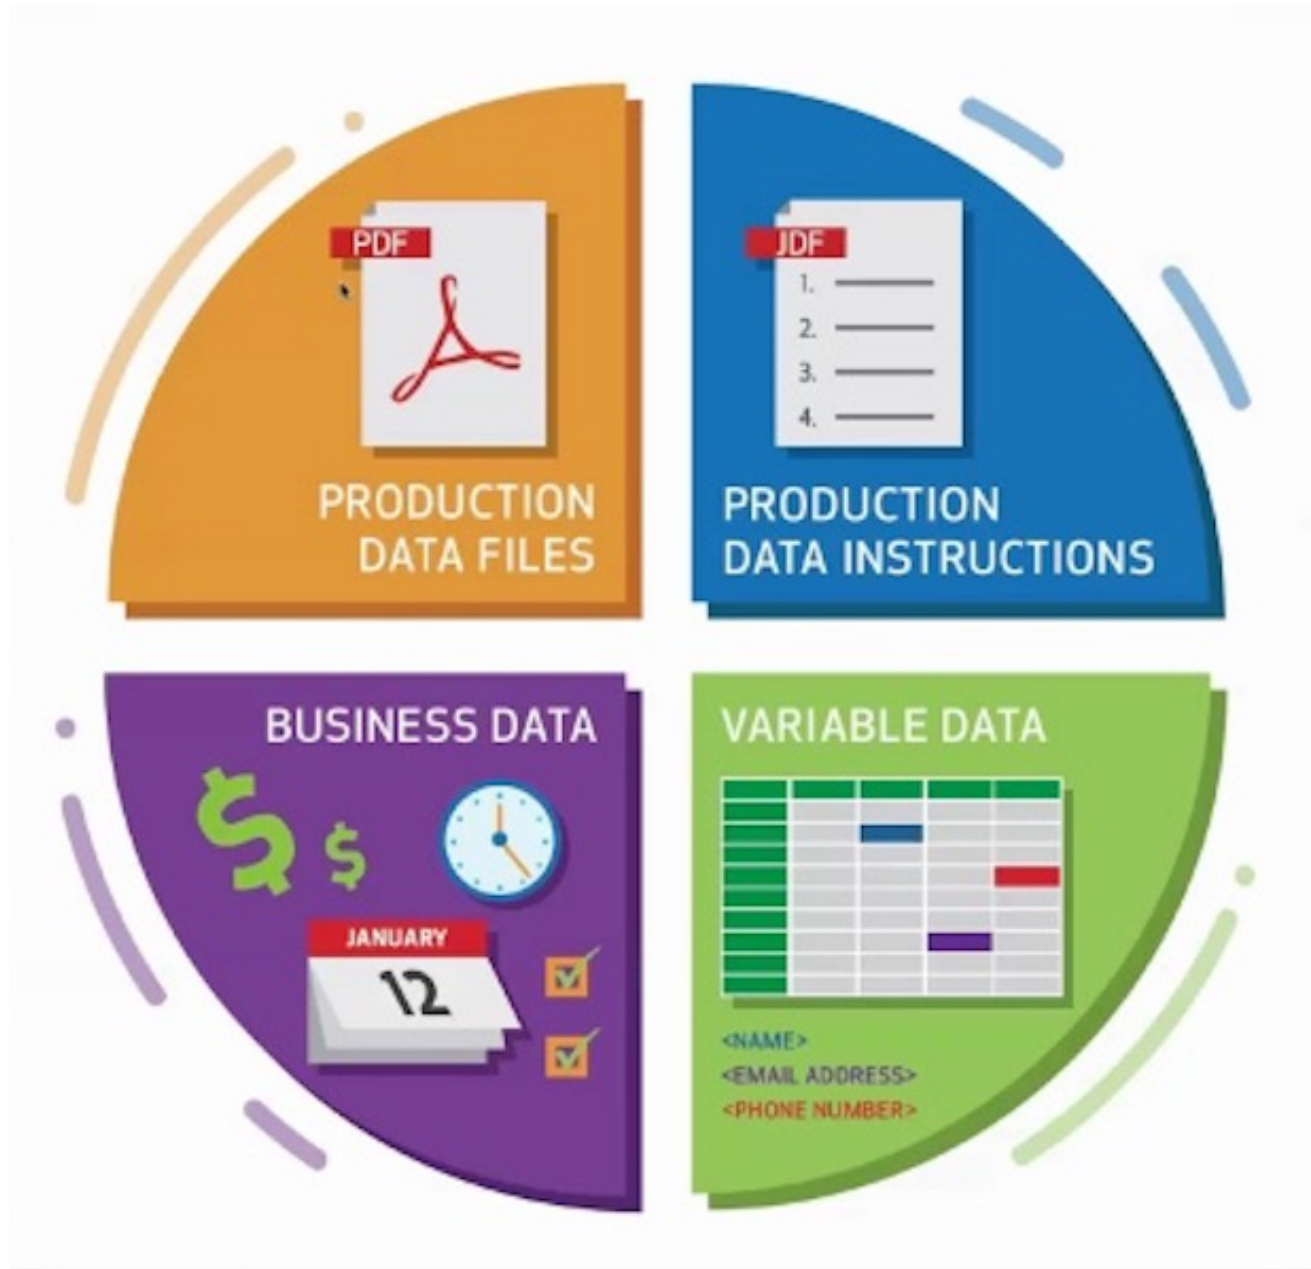 PDF
PRODUCTION
DATA FILES
JDF
1.
2.
3.
4.
PRODUCTION
DATA INSTRUCTIONS
BUSINESS DATA
$ $
JANUARY
12
VARIABLE DATA
<NAME>
<EMAIL ADDRESS>
<PHONE NUMBER>